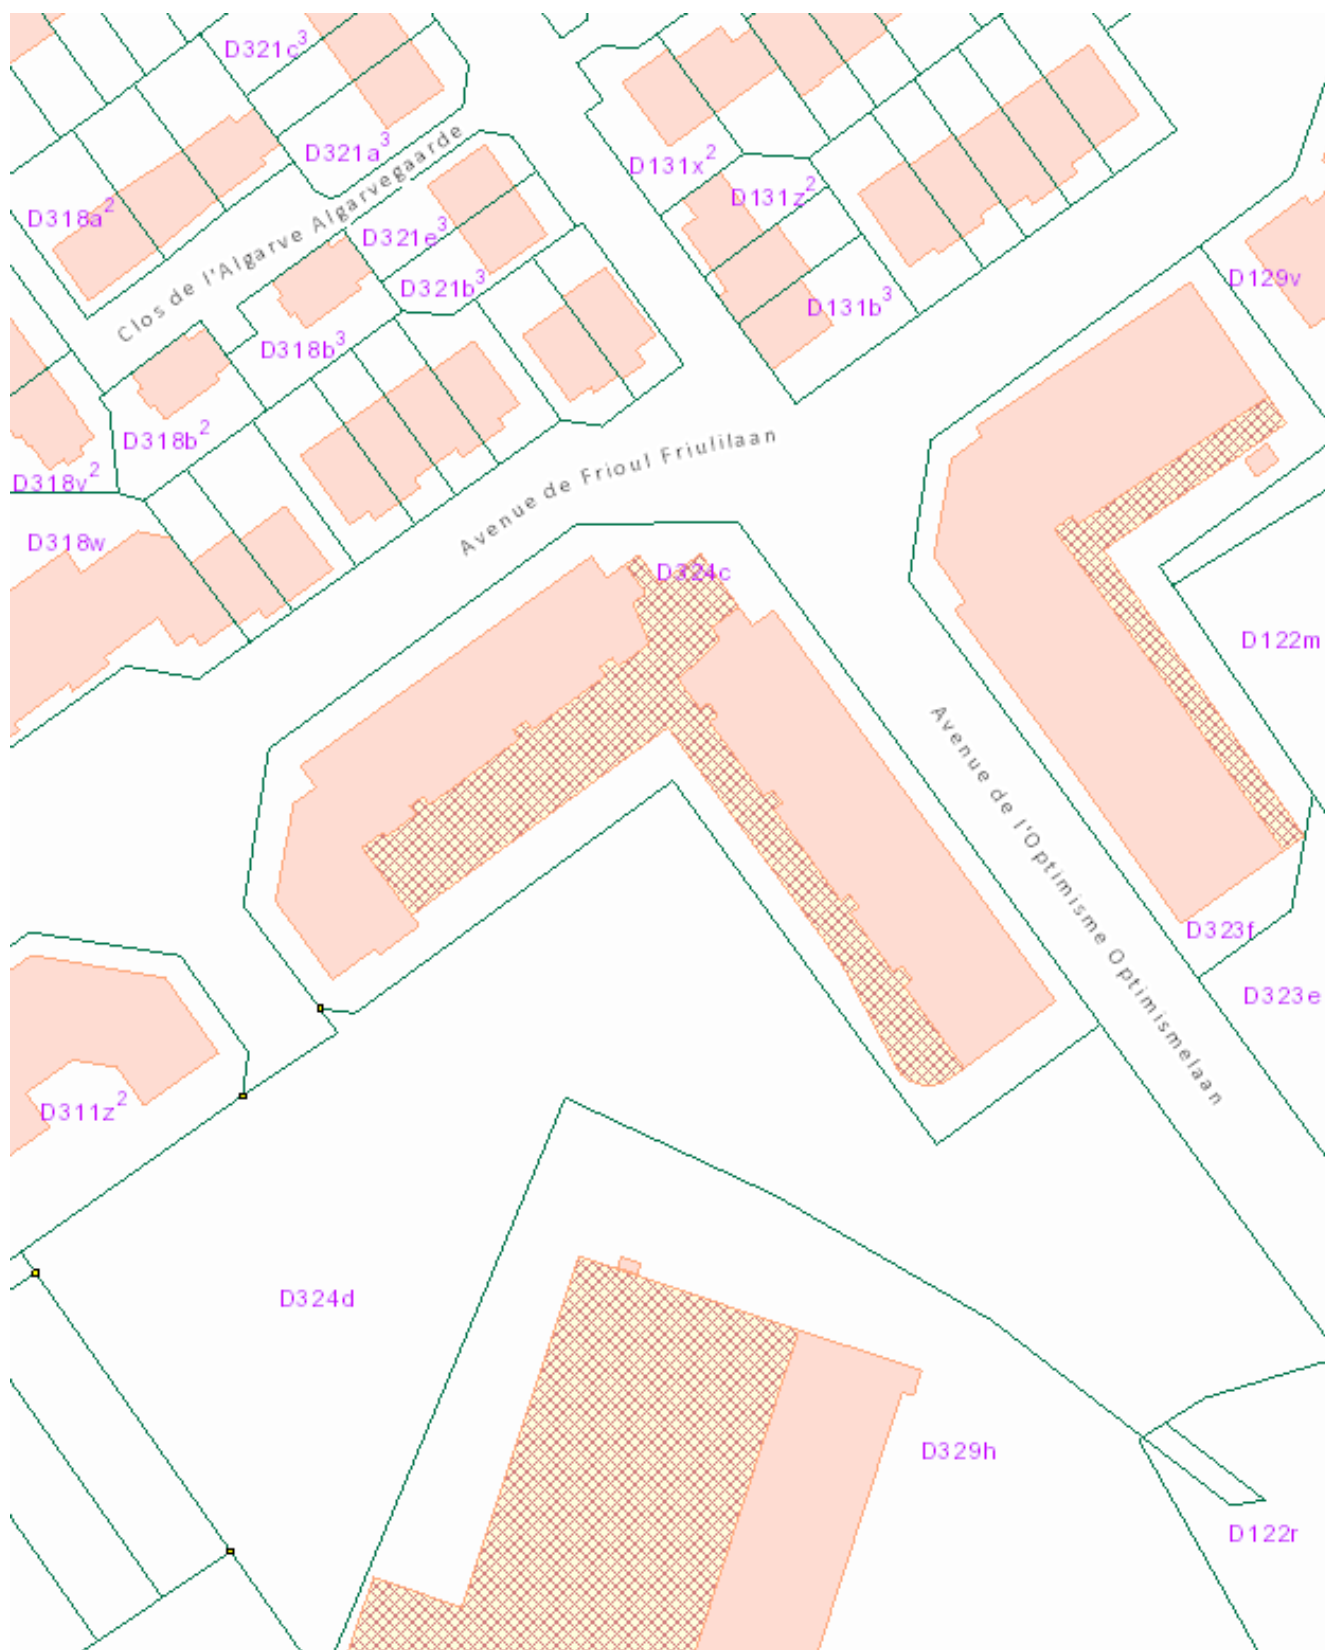 D321c³
D321a³
D131x²
D131z²
D318a²
Clos de l'Algarve Algarvegaarde
D321e³
D321b³
D129v
D131b³
D318b³
D318b²
Avenue de Frioul Friulilaan
D318v²
D318w
D324c
D122m
Avenue de l'Optimisme Optimismelaan
D323f
D323e
D311z²
D324d
D329h
D122r